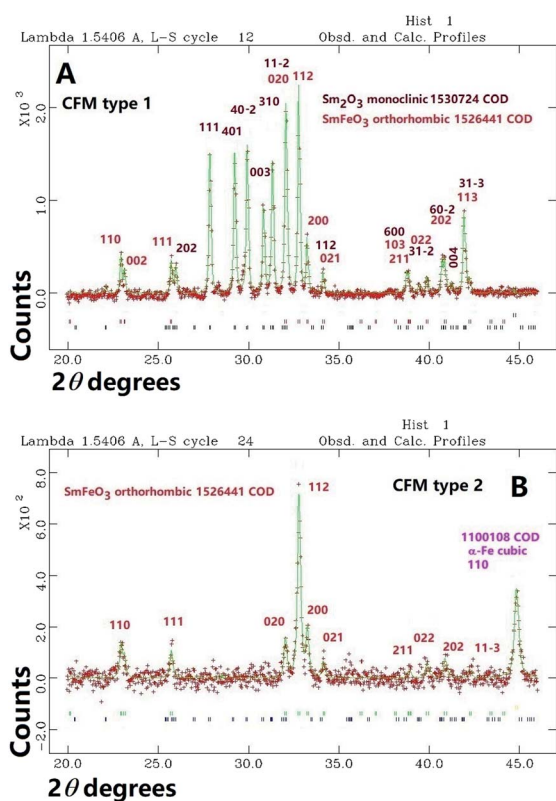 Hist 1
Lambda 1.5406 A, L-S cycle 12 Obsd. and Calc. Profiles
A
CFM type 1
11-2
020 112
40-2 310
111 401
003
Sm2O3 monoclinic 1530724 COD
SmFeO3 orthorhombic 1526441 COD
110
002
111
202
200
112
021
600
103
211
022
31-2
60-2
202
004
31-3
113
X10 3
2.0
1.0
0.0
Counts
20.0 25.0 30.0 35.0 40.0 45.0
2θ degrees
Hist 1
Lambda 1.5406 A, L-S cycle 24 Obsd. and Calc. Profiles
SmFeO3 orthorhombic 1526441 COD
112
CFM type 2
B
1100108 COD
α-Fe cubic
110
110
111
020
200
021
211
022
202
11-3
X10 2
8.0
6.0
4.0
2.0
0.0
-2.0
Counts
20.0 25.0 30.0 35.0 40.0 45.0
2θ degrees